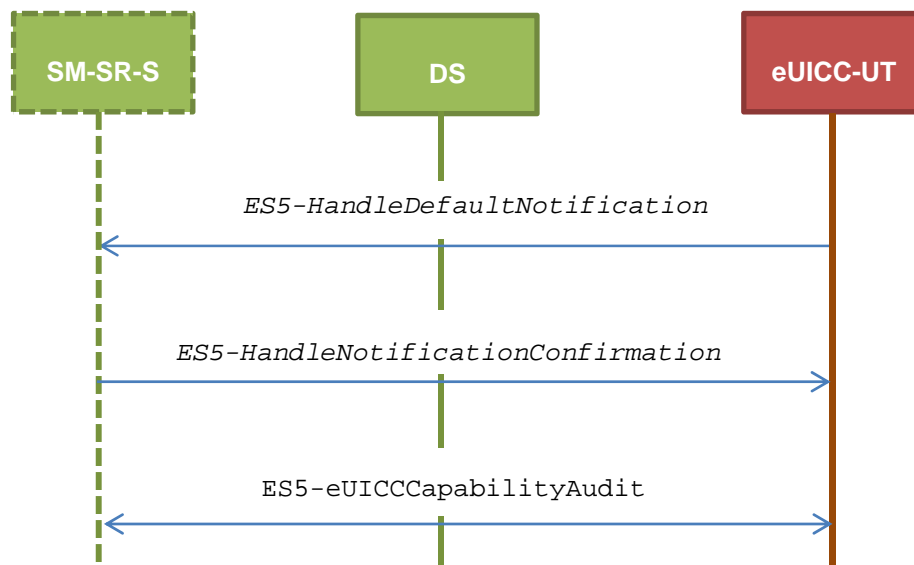 SM-SR-S
DS
eUICC-UT
ES5-HandleDefaultNotification
ES5-HandleNotificationConfirmation
ES5-eUICCCapabilityAudit